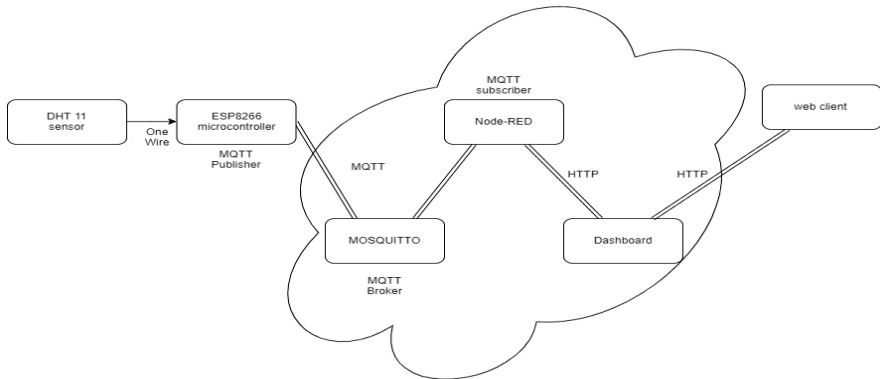 DHT 11
sensor
One
Wire
ESP8266
microcontroller
MQTT
Publisher
MQTT
MOSQUITTO
MQTT
Broker
MQTT
subscriber
Node-RED
HTTP
Dashboard
HTTP
web client